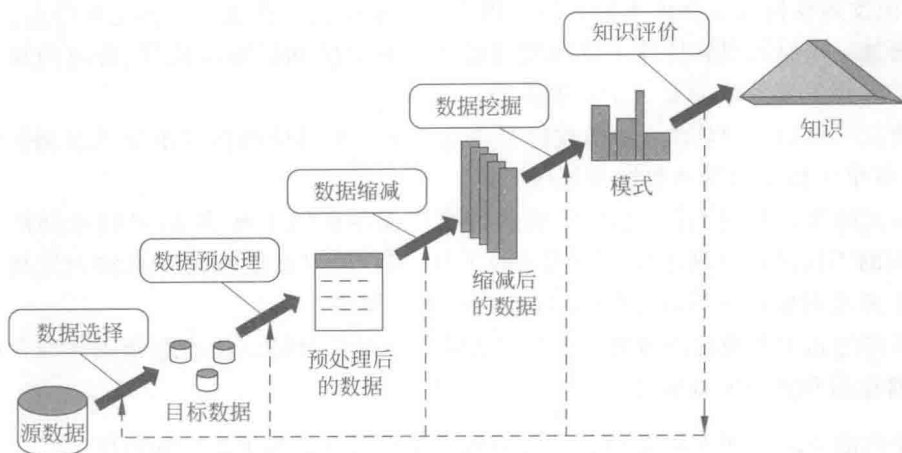 知识评价
知识
数据挖掘
模式
数据缩减
缩减后
的数据
数据预处理
预处理后
的数据
数据选择
目标数据
源数据